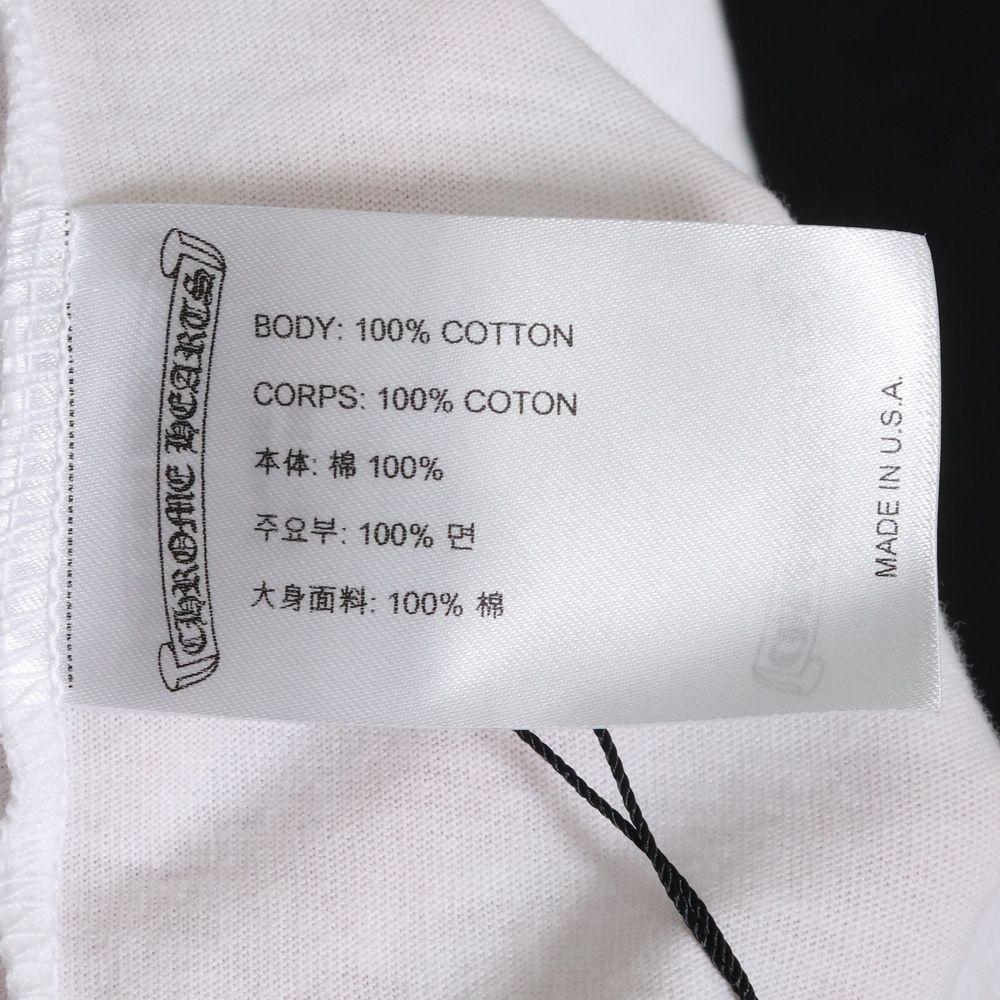 CHROME HEARTS
BODY: 100% COTTON
CORPS: 100% COTON
本体: 棉 100%
주요부: 100% 면
大身面料: 100% 棉
MADE IN U.S.A.